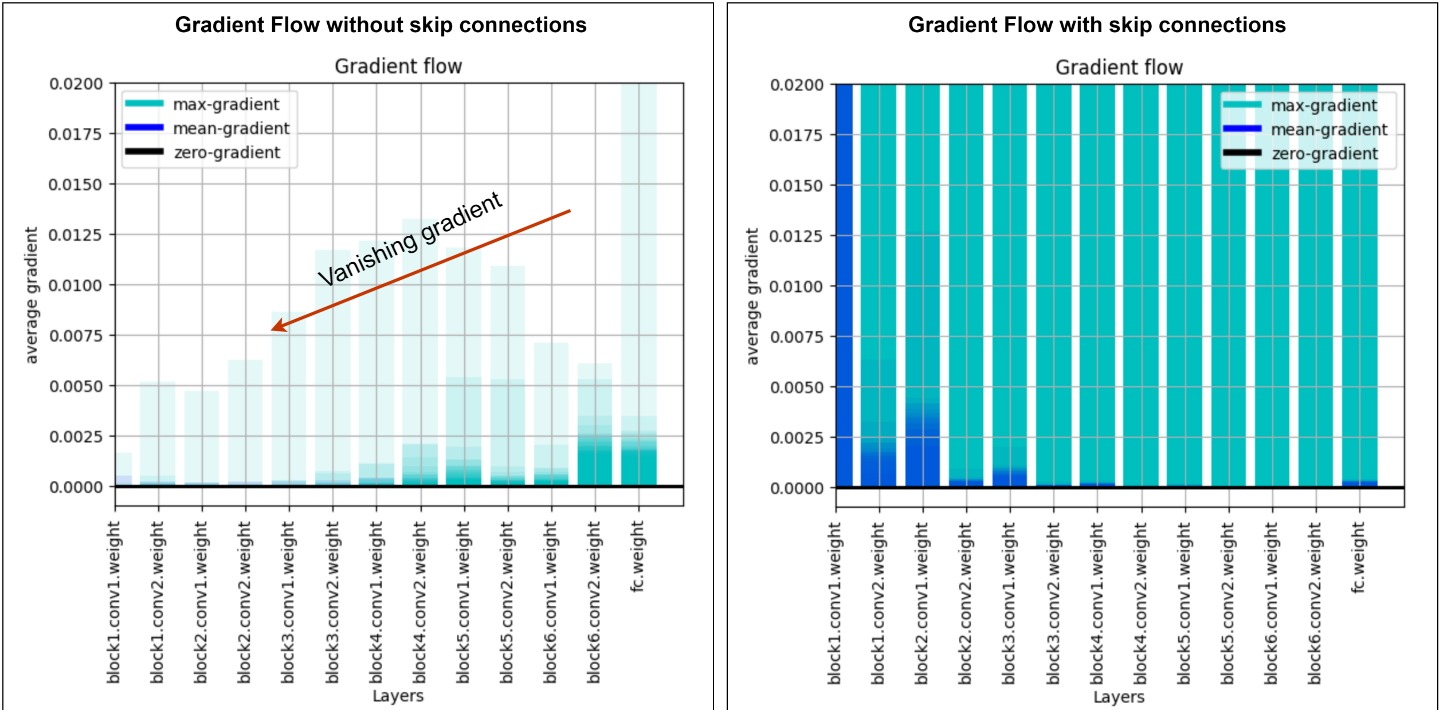 Gradient Flow without skip connections
Gradient flow
0.0200
0.0175
0.0150
0.0125
0.0100
0.0075
0.0050
0.0025
0.0000
average gradient
max-gradient
mean-gradient
zero-gradient
Vanishing gradient
block1.conv1.weight
block1.conv2.weight
block2.conv1.weight
block2.conv2.weight
block3.conv1.weight
block3.conv2.weight
block4.conv1.weight
block4.conv2.weight
block5.conv1.weight
block5.conv2.weight
block6.conv1.weight
block6.conv2.weight
fc.weight
Layers
Gradient Flow with skip connections
Gradient flow
0.0200
0.0175
0.0150
0.0125
0.0100
0.0075
0.0050
0.0025
0.0000
average gradient
max-gradient
mean-gradient
zero-gradient
block1.conv1.weight
block1.conv2.weight
block2.conv1.weight
block2.conv2.weight
block3.conv1.weight
block3.conv2.weight
block4.conv1.weight
block4.conv2.weight
block5.conv1.weight
block5.conv2.weight
block6.conv1.weight
block6.conv2.weight
fc.weight
Layers